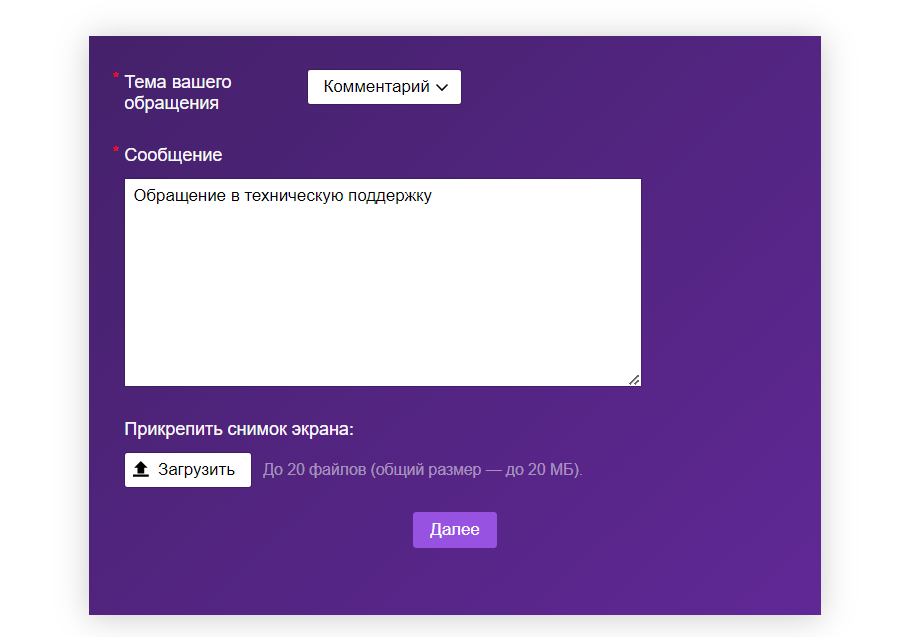 * Тема вашего
обращения
Комментарий
* Сообщение
Обращение в техническую поддержку
Прикрепить снимок экрана:
Загрузить
До 20 файлов (общий размер — до 20 МБ).
Далее